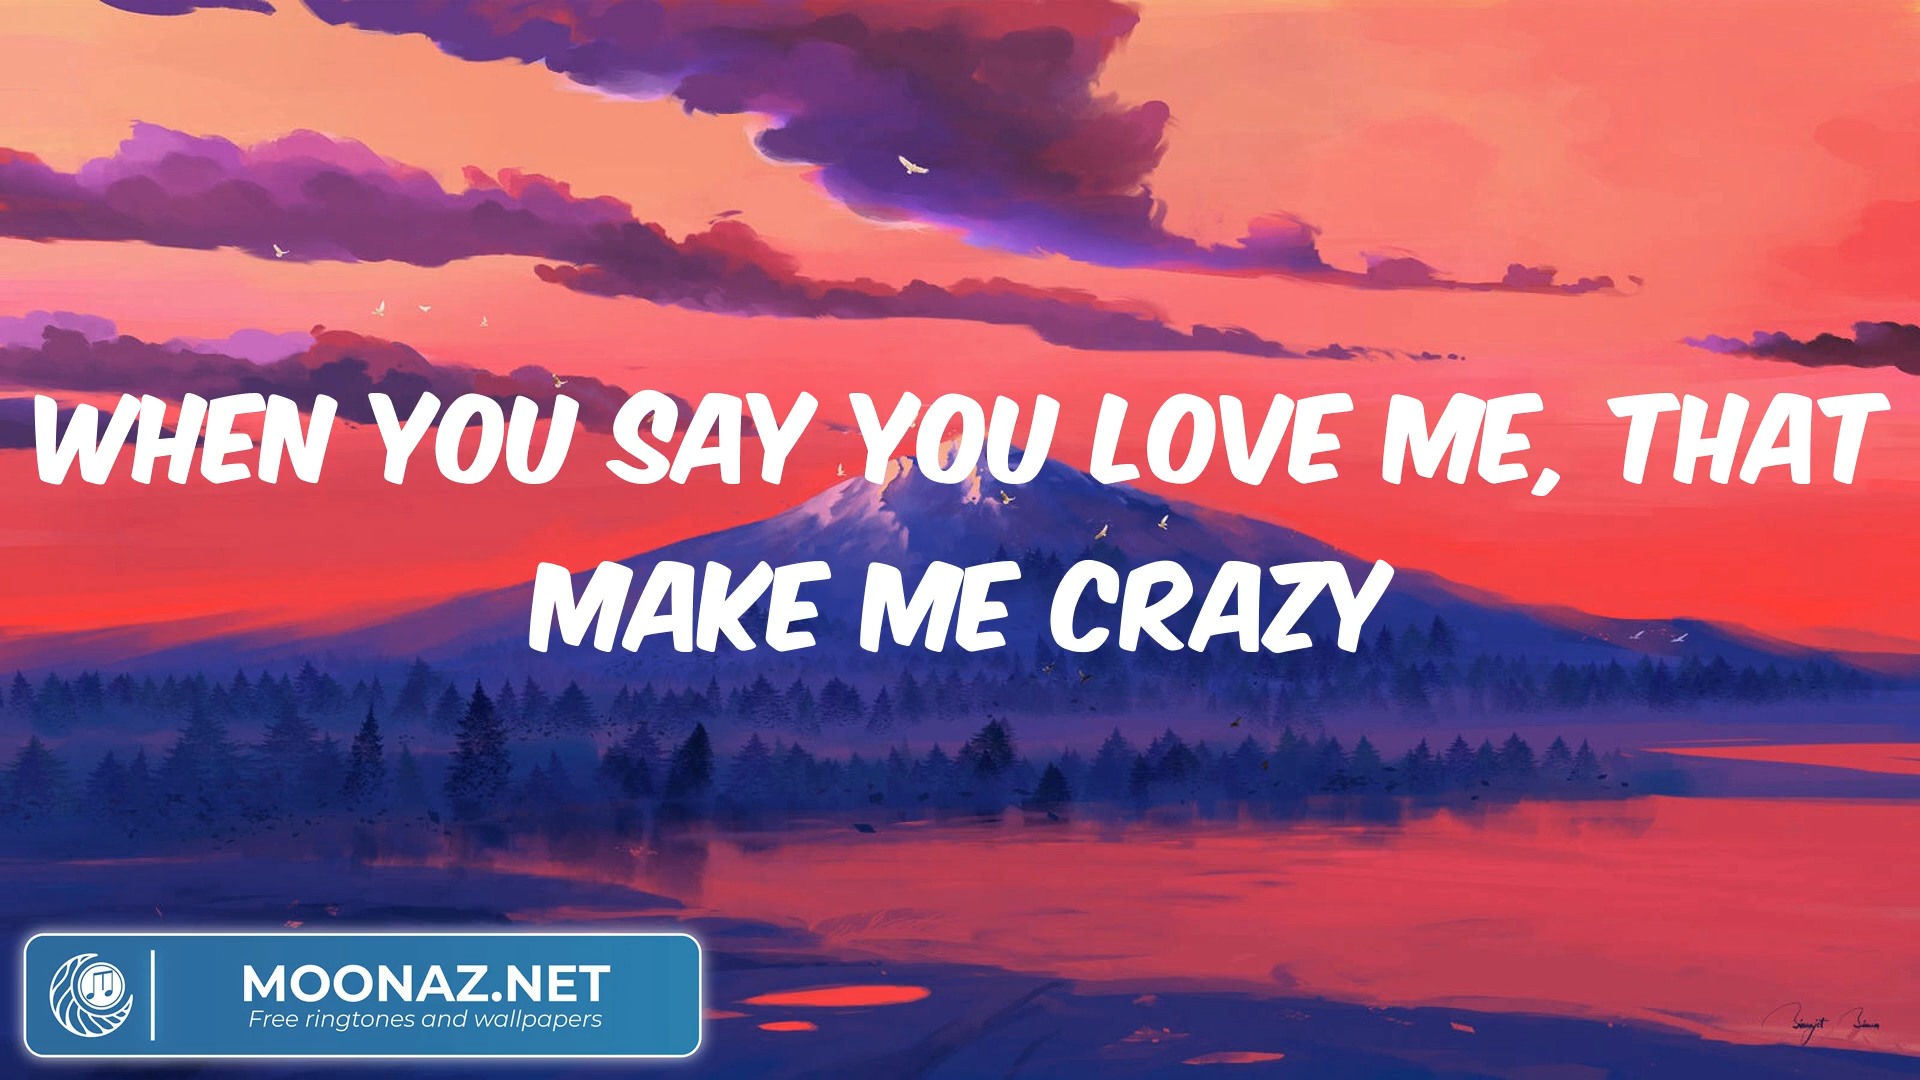 WHEN YOU SAY YOU LOVE ME, THAT
MAKE ME CRAZY
MOONAZ.NET
Free ringtones and wallpapers